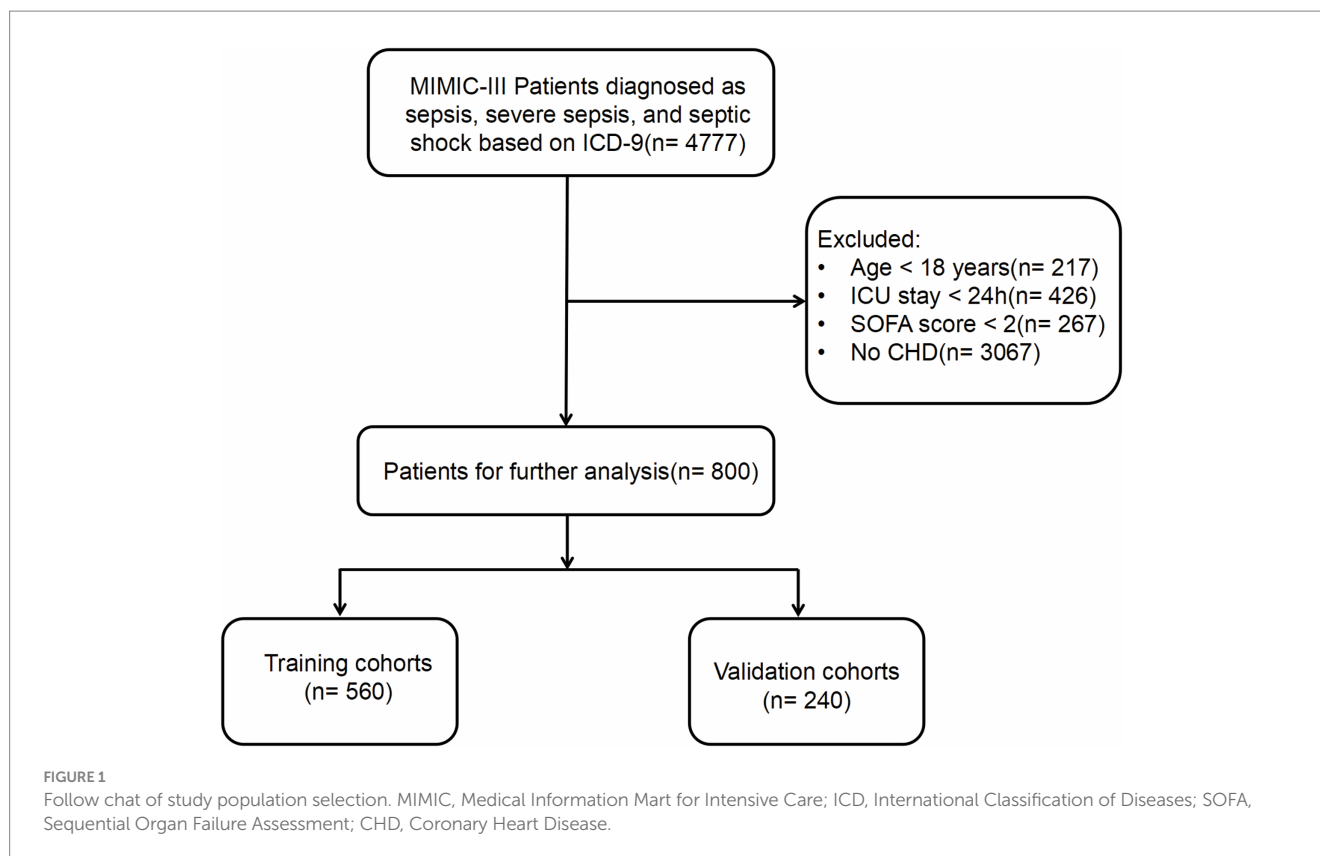 MIMIC-III Patients diagnosed as
sepsis, severe sepsis, and septic
shock based on ICD-9(n= 4777)
Excluded:
• Age < 18 years(n= 217)
• ICU stay < 24h(n= 426)
• SOFA score < 2(n= 267)
• No CHD(n= 3067)
Patients for further analysis(n= 800)
Training cohorts
(n= 560)
Validation cohorts
(n= 240)
FIGURE 1
Follow chat of study population selection. MIMIC, Medical Information Mart for Intensive Care; ICD, International Classification of Diseases; SOFA,
Sequential Organ Failure Assessment; CHD, Coronary Heart Disease.